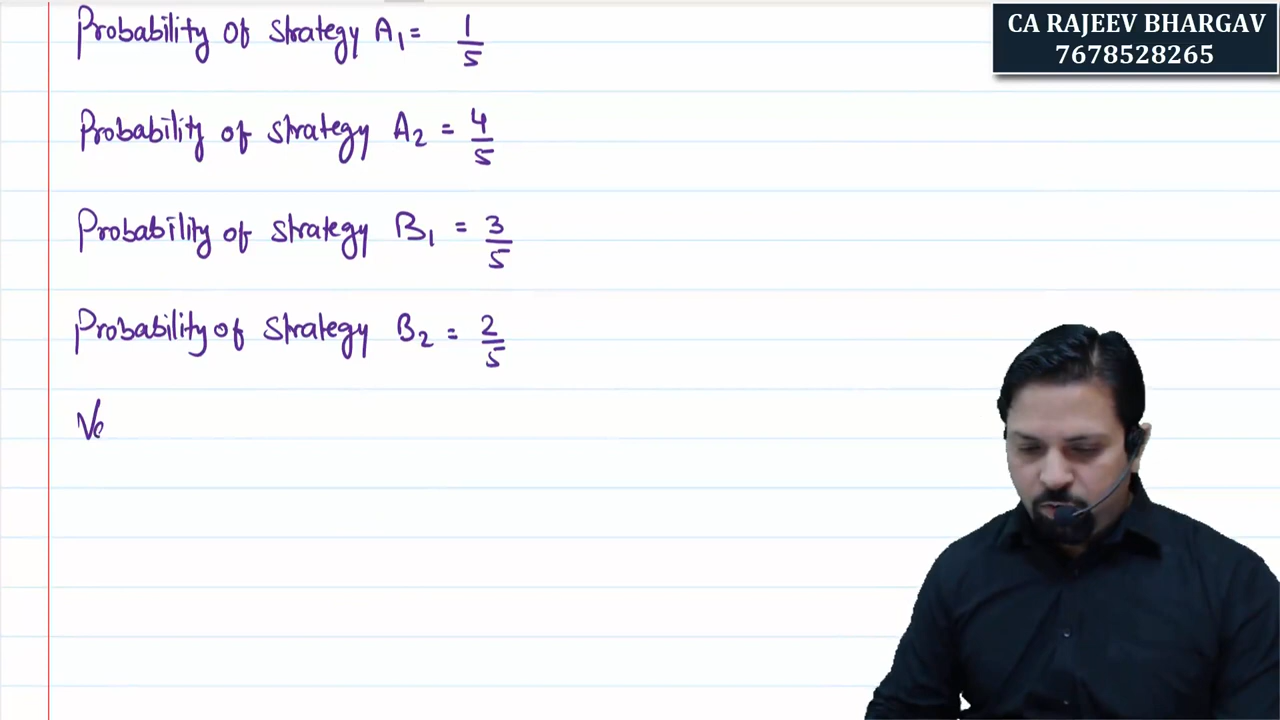 Probability of strategy A₁ = 1/5
CA RAJEEV BHARGAV
7678528265
Probability of strategy A₂ = 4/5
Probability of strategy B₁ = 3/5
Probability of strategy B₂ = 2/5
Ve